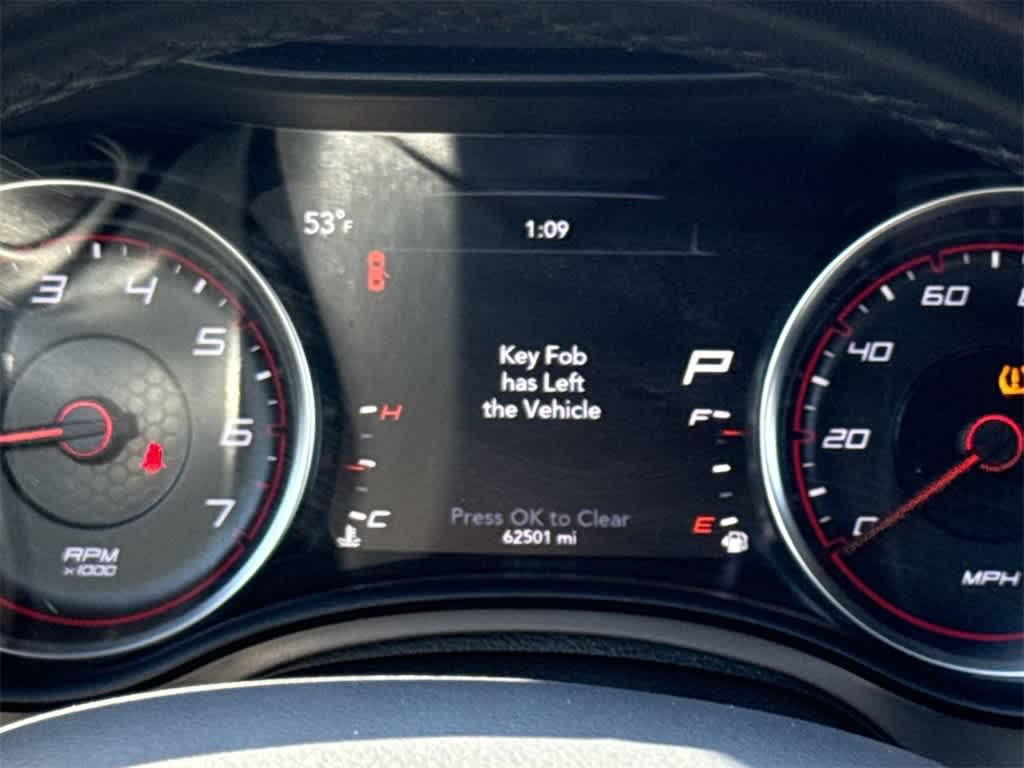 53°F
1:09
3
4
5
6
7
RPM
x1000
Key Fob
has Left
the Vehicle
P
H
C
F
E
Press OK to Clear
62501 mi
60
40
20
MPH